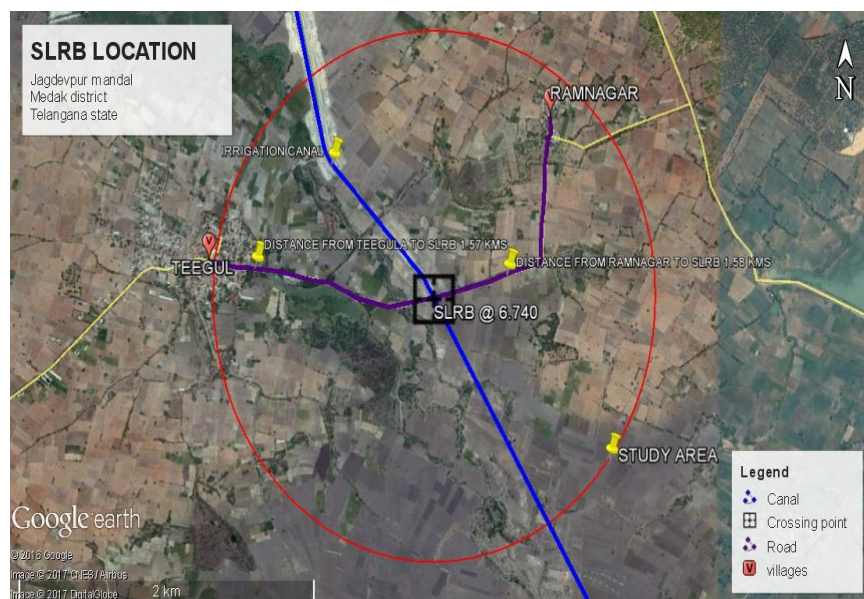 SLRB LOCATION
Jagdevpur mandal
Medak district
Telangana state
N
RAMNAGAR
IRRIGATION CANAL
DISTANCE FROM TEEGULA TO SLRB 1.57 KMS
DISTANCE FROM RAMNAGAR TO SLRB 1.58 KMS
TEEGUL
SLRB @ 6.740
STUDY AREA
Legend
Canal
Crossing point
Road
V villages
Google earth
© 2016 Google
Image © 2017 CNES / Airbus
Image © 2017 DigitalGlobe
2 km